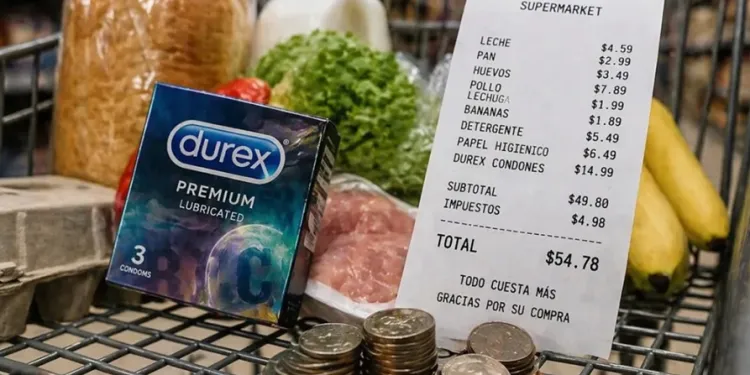 durex
PREMIUM
LUBRICATED
3
CONDOMS
SUPERMARKET
LECHE $4.59
PAN $2.99
HUEVOS $3.49
POLLO $7.89
LECHUGA $1.99
BANANAS $1.89
DETERGENTE $5.49
PAPEL HIGIENICO $6.49
DUREX CONDONES $14.99
SUBTOTAL $49.80
IMPUESTOS $4.98
TOTAL $54.78
TODO CUESTA MÁS
GRACIAS POR SU COMPRA